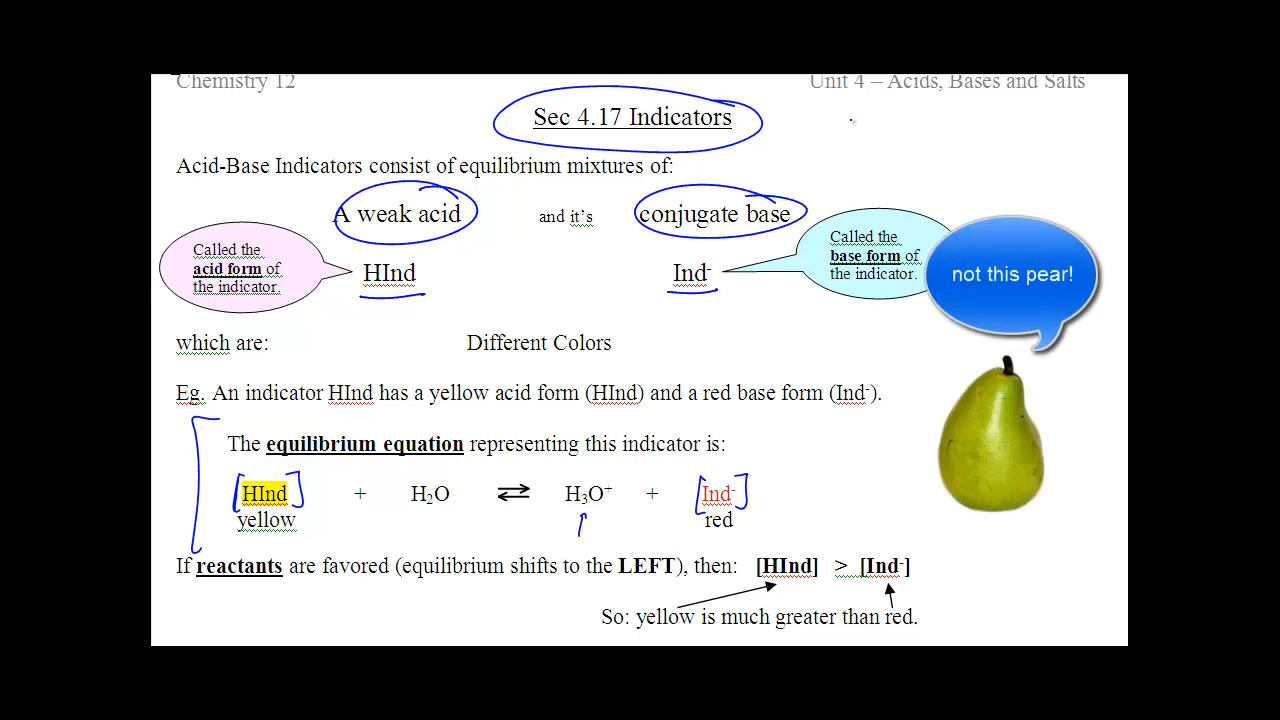 Chemistry 12 Unit 4 – Acids, Bases and Salts
Sec 4.17 Indicators
Acid-Base Indicators consist of equilibrium mixtures of:
A weak acid and it's conjugate base
Called the
acid form of
the indicator.
HInd
Ind⁻
Called the
base form of
the indicator.
not this pear!
which are: Different Colors
Eg. An indicator HInd has a yellow acid form (HInd) and a red base form (Ind⁻).
The equilibrium equation representing this indicator is:
[HInd] + H₂O ⇌ H₃O⁺ + [Ind⁻]
yellow red
If reactants are favored (equilibrium shifts to the LEFT), then: [HInd] > [Ind⁻]
So: yellow is much greater than red.